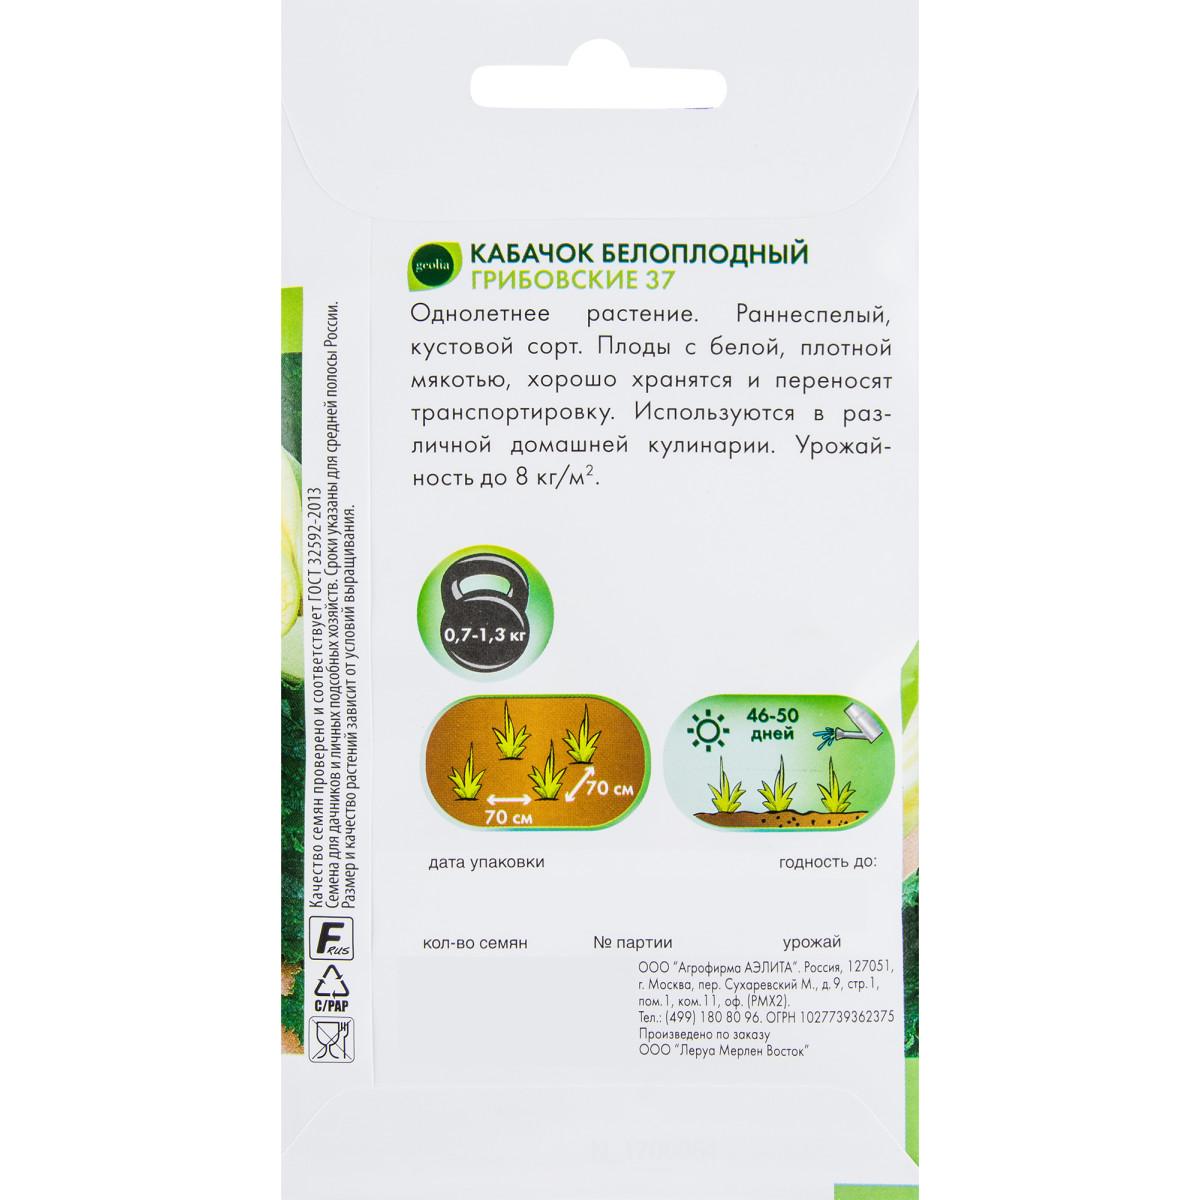 geolia
КАБАЧОК БЕЛОПЛОДНЫЙ
ГРИБОВСКИЕ 37
Однолетнее растение. Раннеспелый,
кустовой сорт. Плоды с белой, плотной
мякотью, хорошо хранятся и переносят
транспортировку. Используются в раз-
личной домашней кулинарии. Урожай-
ность до 8 кг/м².
0,7-1,3 кг
70 см
70 см
46-50
дней
дата упаковки
годность до:
кол-во семян
№ партии
урожай
ООО "Агрофирма АЭЛИТА". Россия, 127051,
г. Москва, пер. Сухаревский М., д. 9, стр.1,
пом.1, ком.11, оф. (РМХ2).
Тел.: (499) 180 80 96. ОГРН 1027739362375
Произведено по заказу
ООО "Леруа Мерлен Восток"
Качество семян проверено и соответствует ГОСТ 32592-2013
Семена для дачников и личных подсобных хозяйств. Сроки указаны для средней полосы России.
Размер и качество растений зависит от условий выращивания.
F RUS
C/PAP